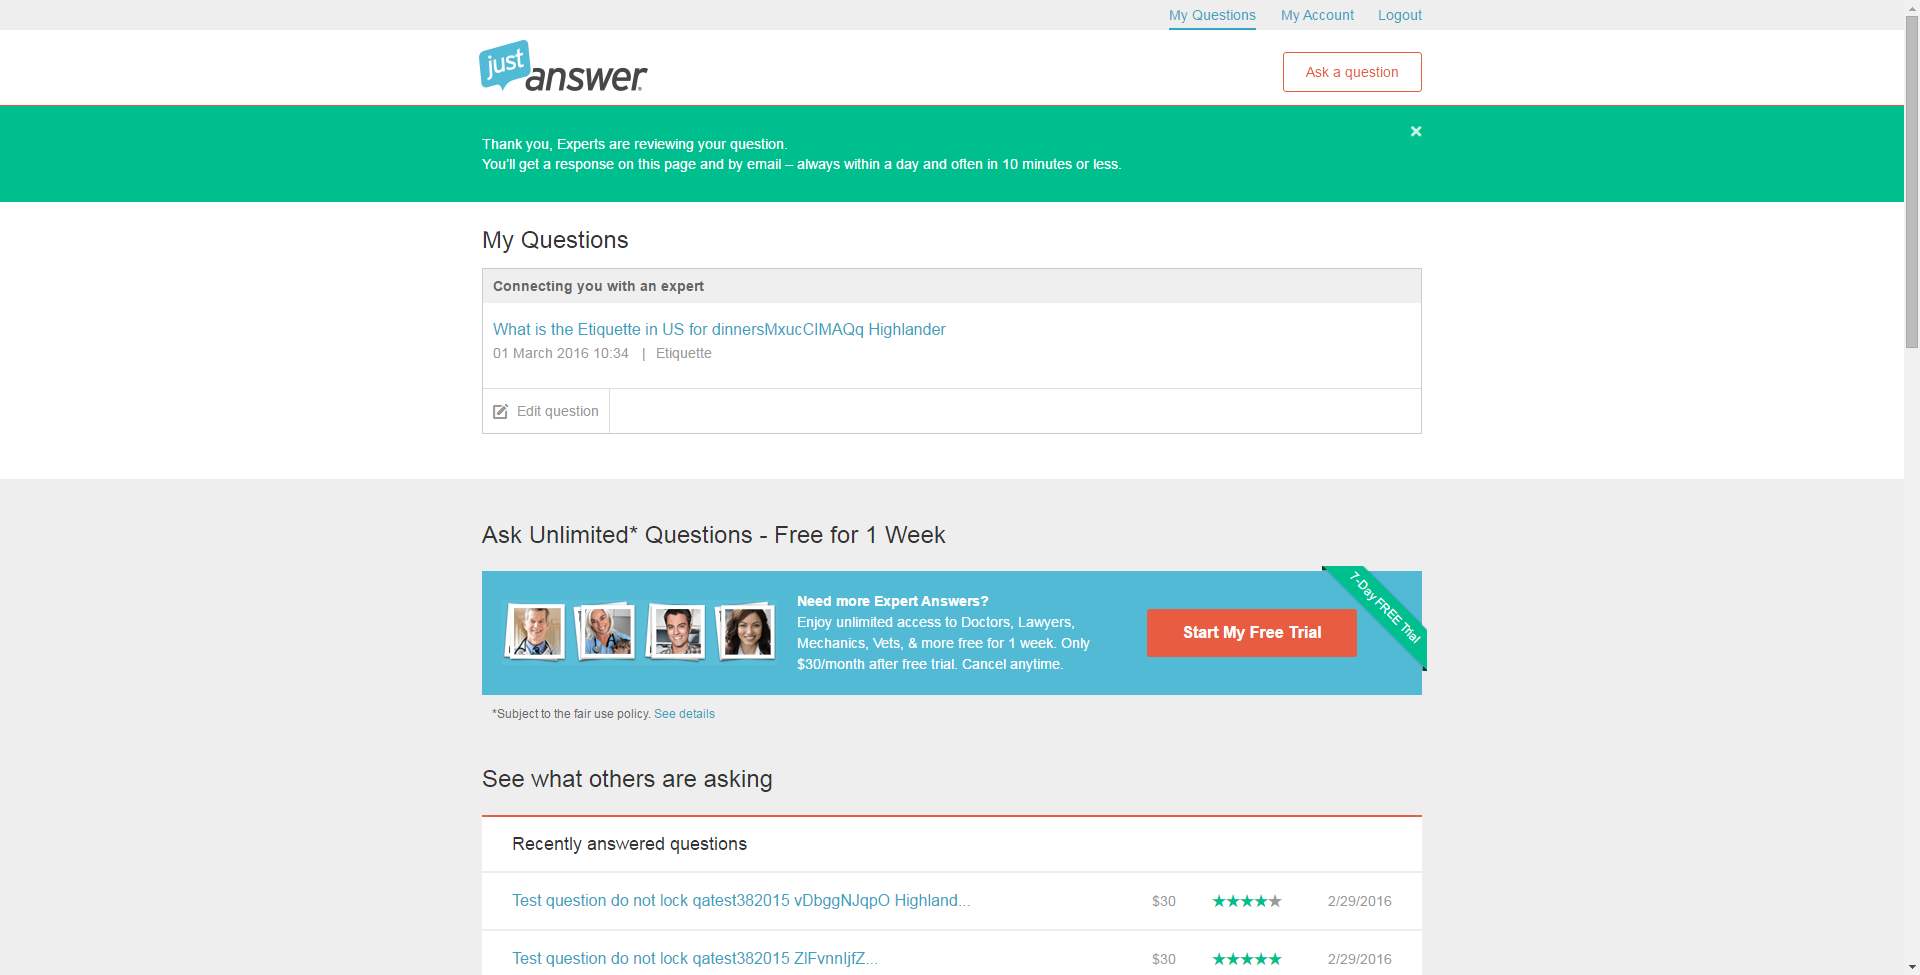 My Questions My Account Logout
just answer
Ask a question
Thank you, Experts are reviewing your question.
You'll get a response on this page and by email – always within a day and often in 10 minutes or less.
My Questions
Connecting you with an expert
What is the Etiquette in US for dinnersMxucCIMAQq Highlander
01 March 2016 10:34 | Etiquette
Edit question
Ask Unlimited* Questions - Free for 1 Week
Need more Expert Answers?
Enjoy unlimited access to Doctors, Lawyers,
Mechanics, Vets, & more free for 1 week. Only
$30/month after free trial. Cancel anytime.
Start My Free Trial
7-Day FREE Trial
*Subject to the fair use policy. See details
See what others are asking
Recently answered questions
Test question do not lock qatest382015 vDbggNJqpO Highland... $30 2/29/2016
Test question do not lock qatest382015 ZIFvnnIjfZ... $30 2/29/2016